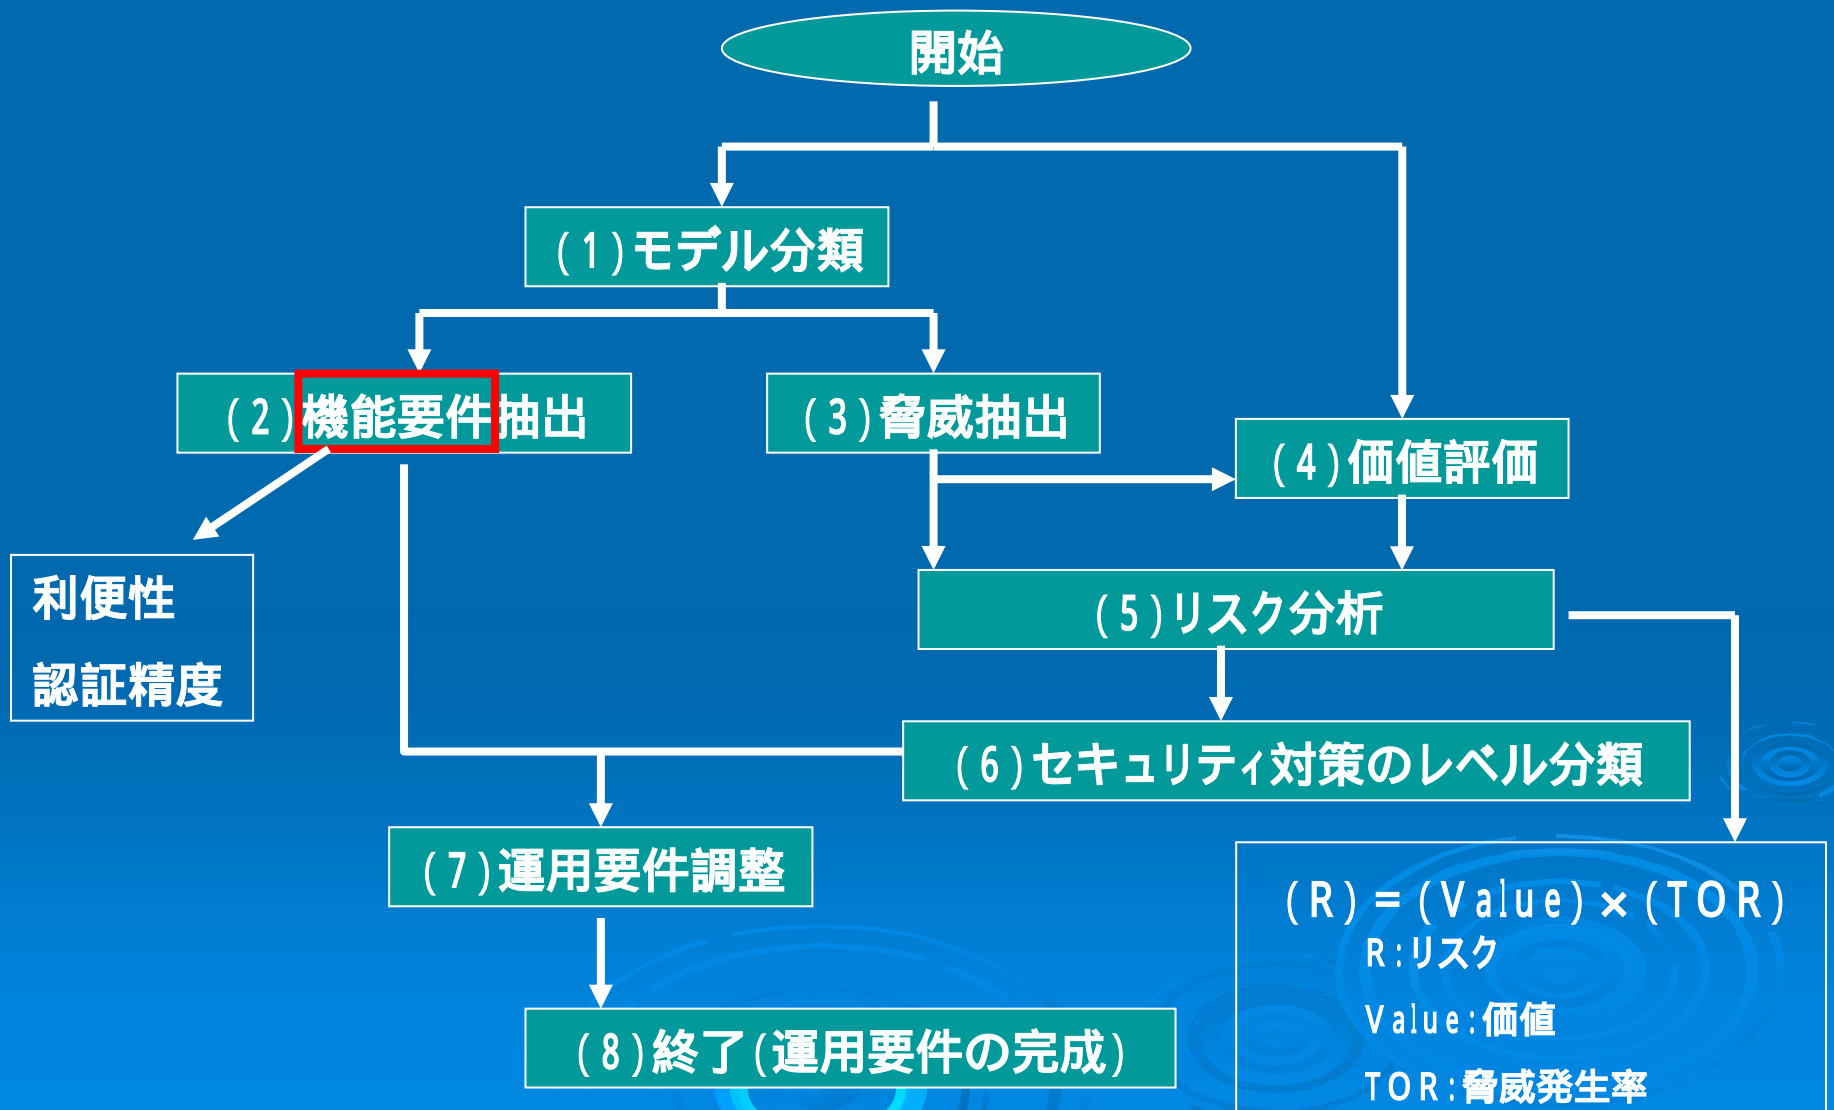 開始
(1)モデル分類
(2)機能要件抽出
(3)脅威抽出
(4)価値評価
利便性
認証精度
(5)リスク分析
(6)セキュリティ対策のレベル分類
(7)運用要件調整
(R)=(Value)×(TOR)
R:リスク
Value:価値
TOR:脅威発生率
(8)終了(運用要件の完成)